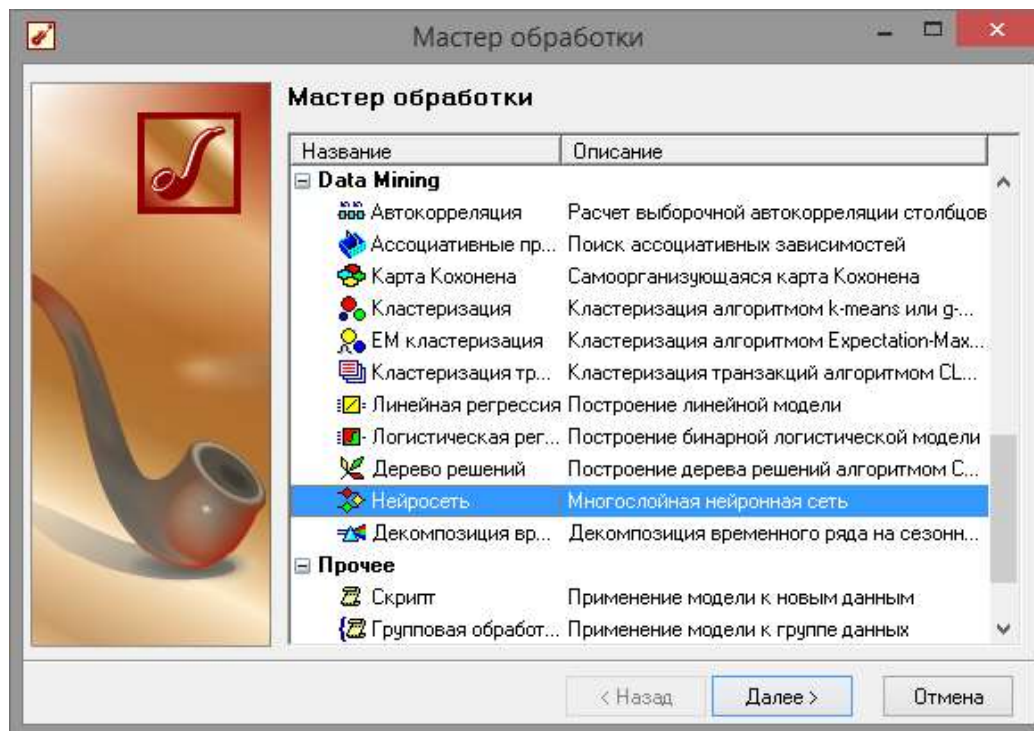 Мастер обработки
Мастер обработки
Название Описание
Data Mining
Автокорреляция Расчет выборочной автокорреляции столбцов
Ассоциативные пр... Поиск ассоциативных зависимостей
Карта Кохонена Самоорганизующаяся карта Кохонена
Кластеризация Кластеризация алгоритмом k-means или g-...
EM кластеризация Кластеризация алгоритмом Expectation-Max...
Кластеризация тр... Кластеризация транзакций алгоритмом CL...
Линейная регрессия Построение линейной модели
Логистическая рег... Построение бинарной логистической модели
Дерево решений Построение дерева решений алгоритмом C...
Нейросеть Многослойная нейронная сеть
Декомпозиция вр... Декомпозиция временного ряда на сезонн...
Прочее
Скрипт Применение модели к новым данным
Групповая обработ... Применение модели к группе данных
< Назад Далее > Отмена